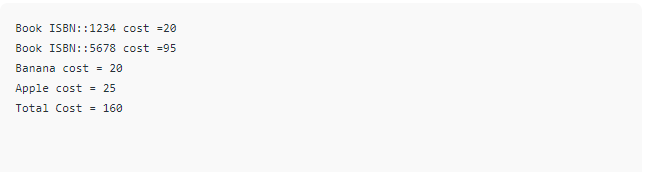 Book ISBN::1234 cost =20
Book ISBN::5678 cost =95
Banana cost = 20
Apple cost = 25
Total Cost = 160